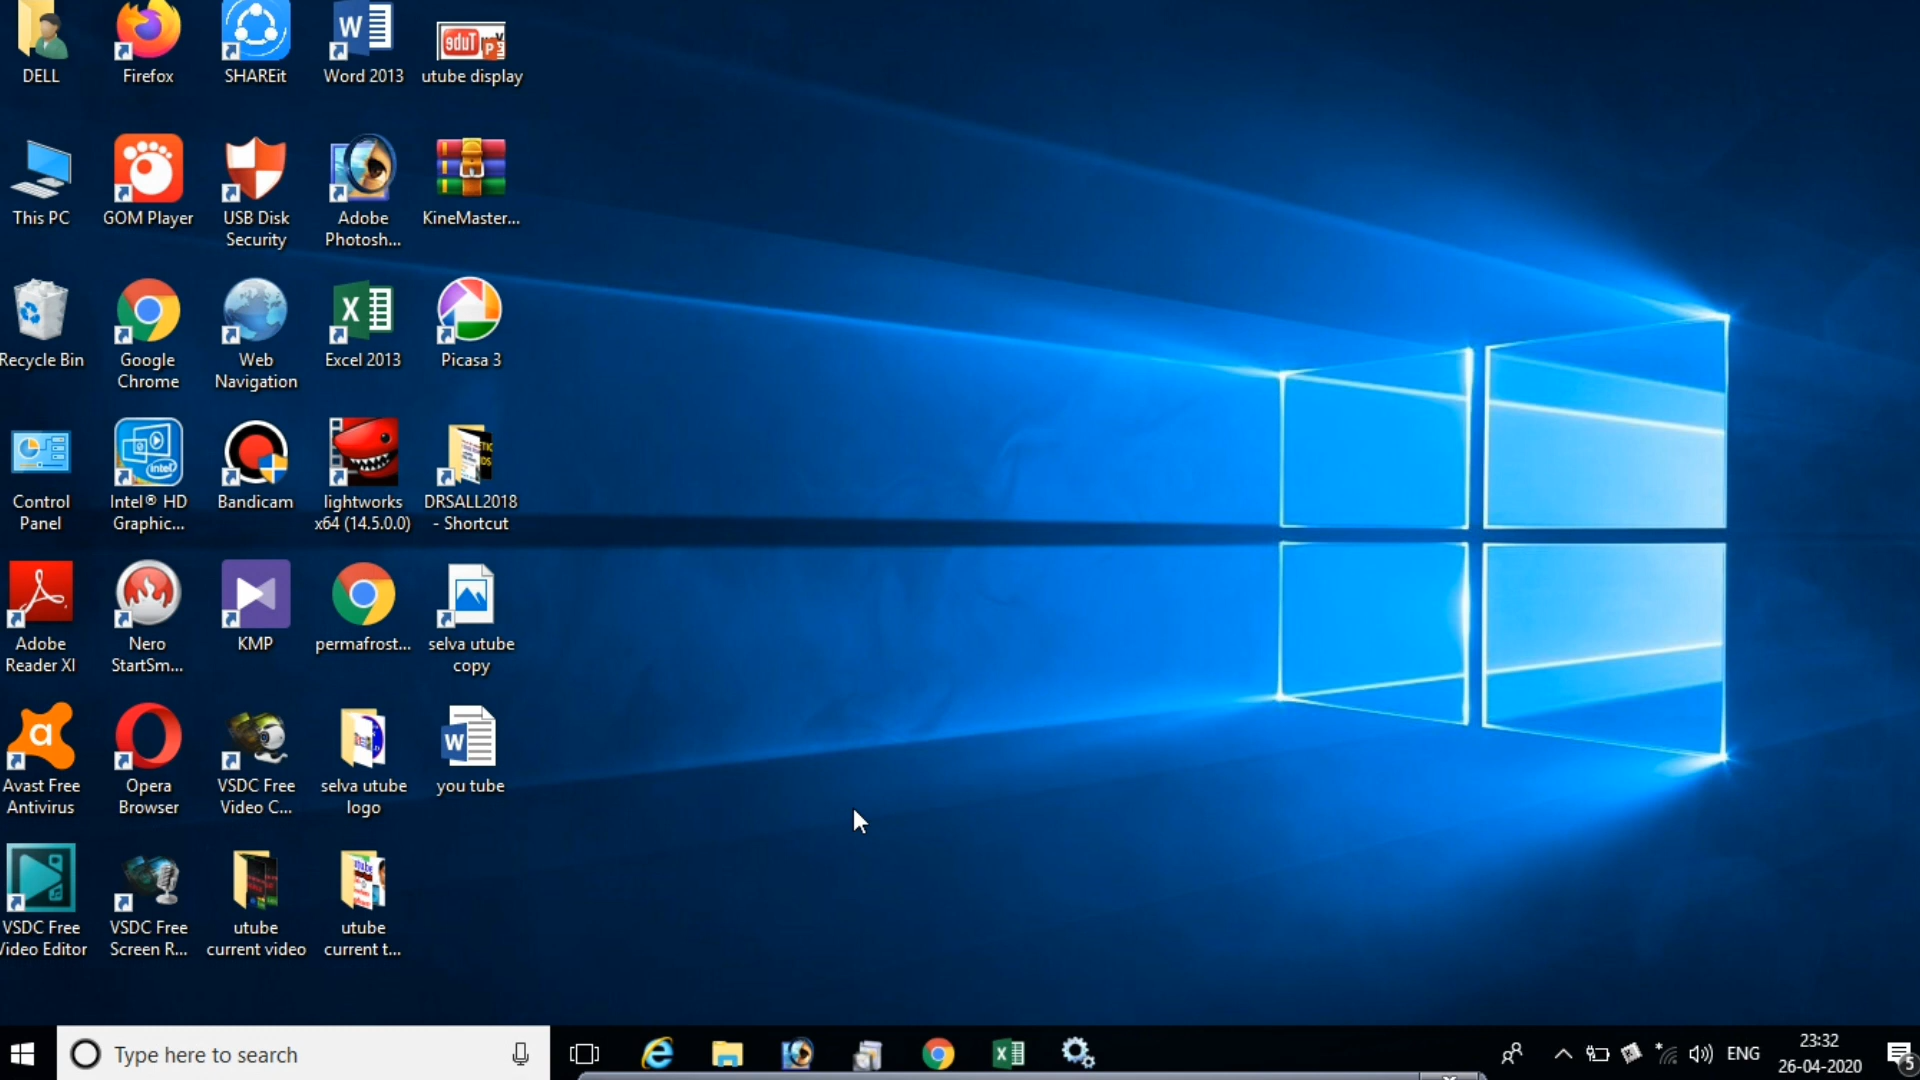 DELL
Firefox
SHAREit
Word 2013
utube display
This PC
GOM Player
USB Disk
Security
Adobe
Photosh...
KineMaster...
Recycle Bin
Google
Chrome
Web
Navigation
Excel 2013
Picasa 3
Control
Panel
Intel® HD
Graphic...
Bandicam
lightworks
x64 (14.5.0.0)
DRSALL2018
- Shortcut
Adobe
Reader XI
Nero
StartSm...
KMP
permafrost...
selva utube
copy
Avast Free
Antivirus
Opera
Browser
VSDC Free
Video C...
selva utube
logo
you tube
VSDC Free
Video Editor
VSDC Free
Screen R...
utube
current video
utube
current t...
Type here to search
ENG
23:32
26-04-2020
5